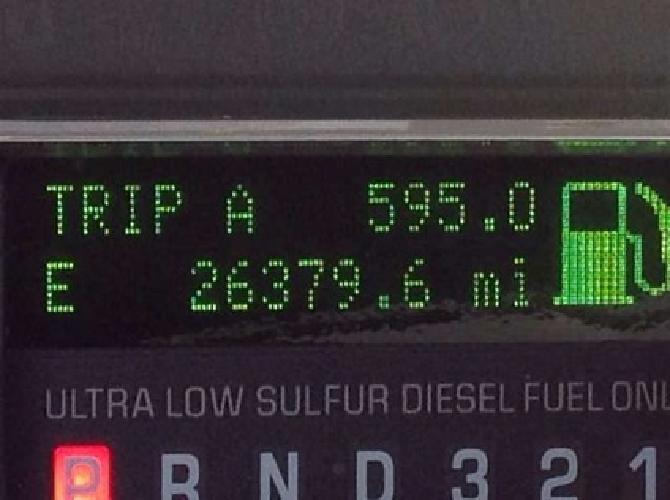 TRIP A 595.0
E 26379.6 mi
ULTRA LOW SULFUR DIESEL FUEL ONL
P R N D 3 2 1